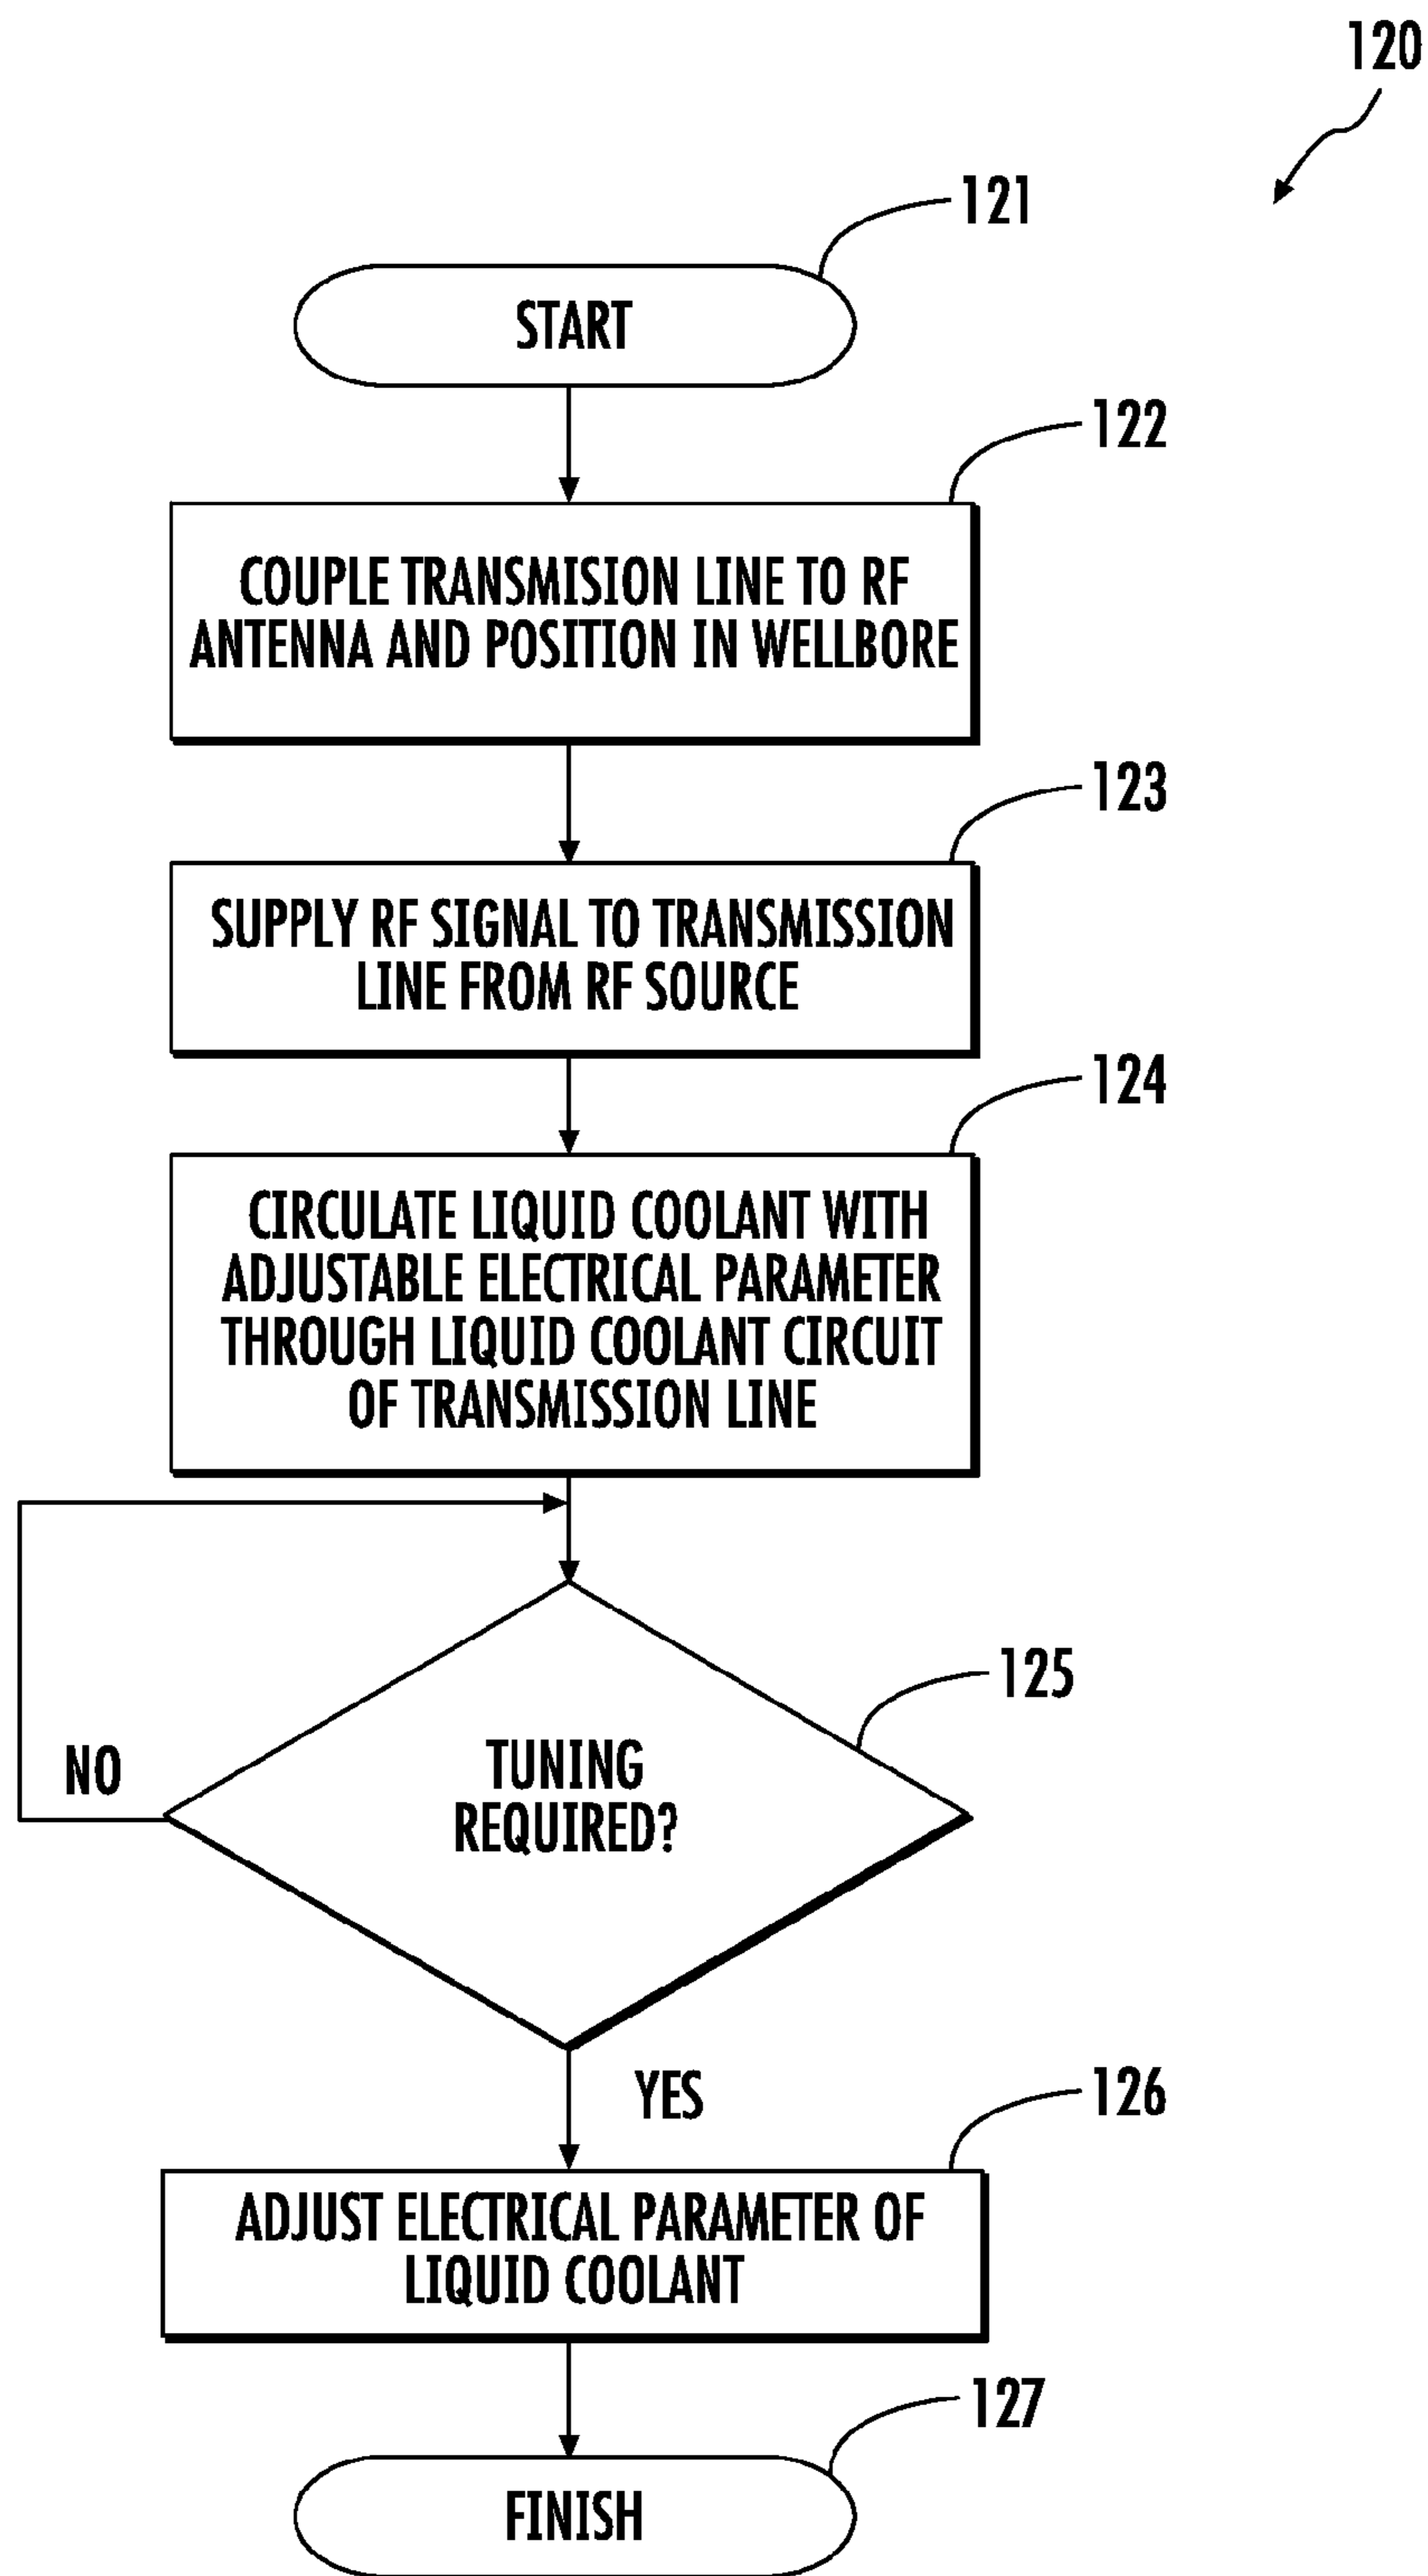 120
121
START
122
COUPLE TRANSMISION LINE TO RF
ANTENNA AND POSITION IN WELLBORE
123
SUPPLY RF SIGNAL TO TRANSMISSION
LINE FROM RF SOURCE
124
CIRCULATE LIQUID COOLANT WITH
ADJUSTABLE ELECTRICAL PARAMETER
THROUGH LIQUID COOLANT CIRCUIT
OF TRANSMISSION LINE
125
TUNING
REQUIRED?
NO
YES
126
ADJUST ELECTRICAL PARAMETER OF
LIQUID COOLANT
127
FINISH